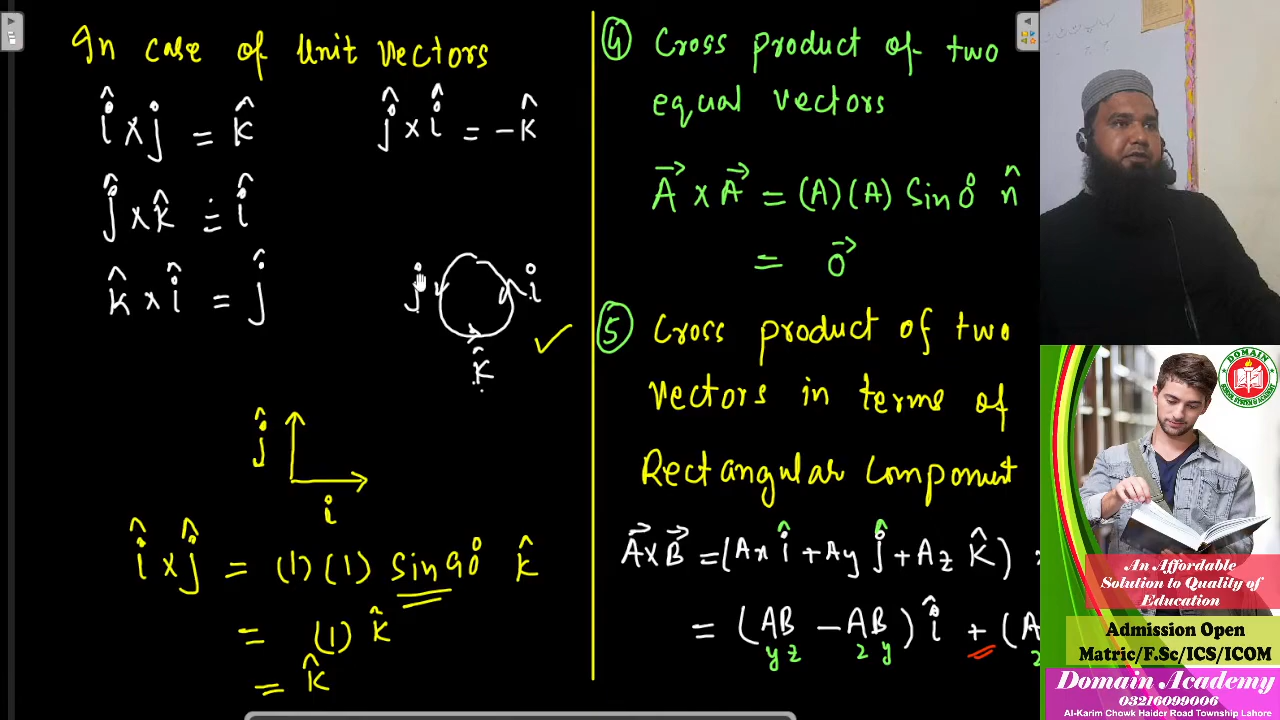 In case of Unit vectors
î × j = k̂
ĵ × î = -k̂
ĵ × k̂ = î
k̂ × î = ĵ
j i
k̂
ĵ
i
î × ĵ = (1)(1) Sin90° k̂
= (1) k̂
= k̂
④ Cross product of two
equal vectors
A⃗ × A⃗ = (A)(A) Sin0° n̂
= 0⃗
⑤ Cross product of two
vectors in terms of
Rectangular component
A⃗×B⃗ = (Ax î + Ay ĵ + Az k̂) ×
= (AyBz - AzBy) î + (A
z
DOMAIN
An Affordable
Solution to Quality of
Education
Admission Open
Matric/F.Sc/ICS/ICOM
Domain Academy
03216099006
Al-Karim Chowk Haider Road Township Lahore